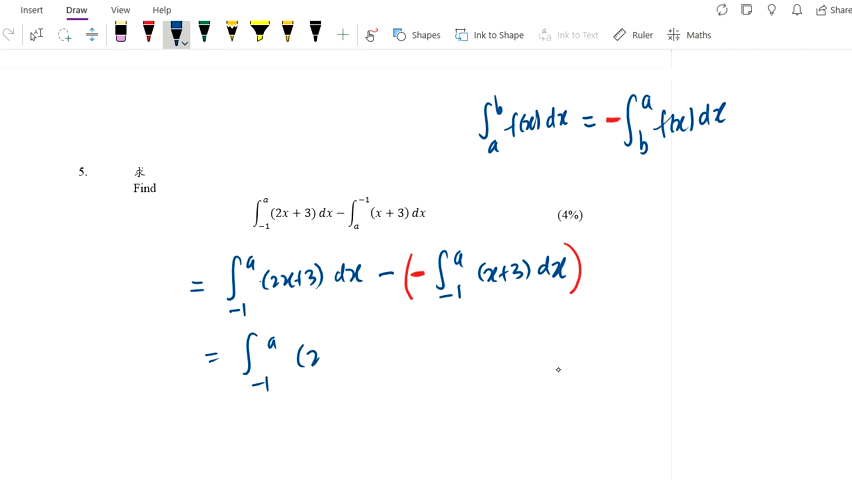 Insert Draw View Help Share
Shapes Ink to Shape Ink to Text Ruler Maths
∫_a^b f(x) dx = -∫_b^a f(x) dx
5. 求
Find
∫_{-1}^{a} (2x + 3) dx − ∫_{a}^{-1} (x + 3) dx (4%)
= ∫_{-1}^{a} (2x+3) dx − (−∫_{-1}^{a} (x+3) dx)
= ∫_{-1}^{a} (2